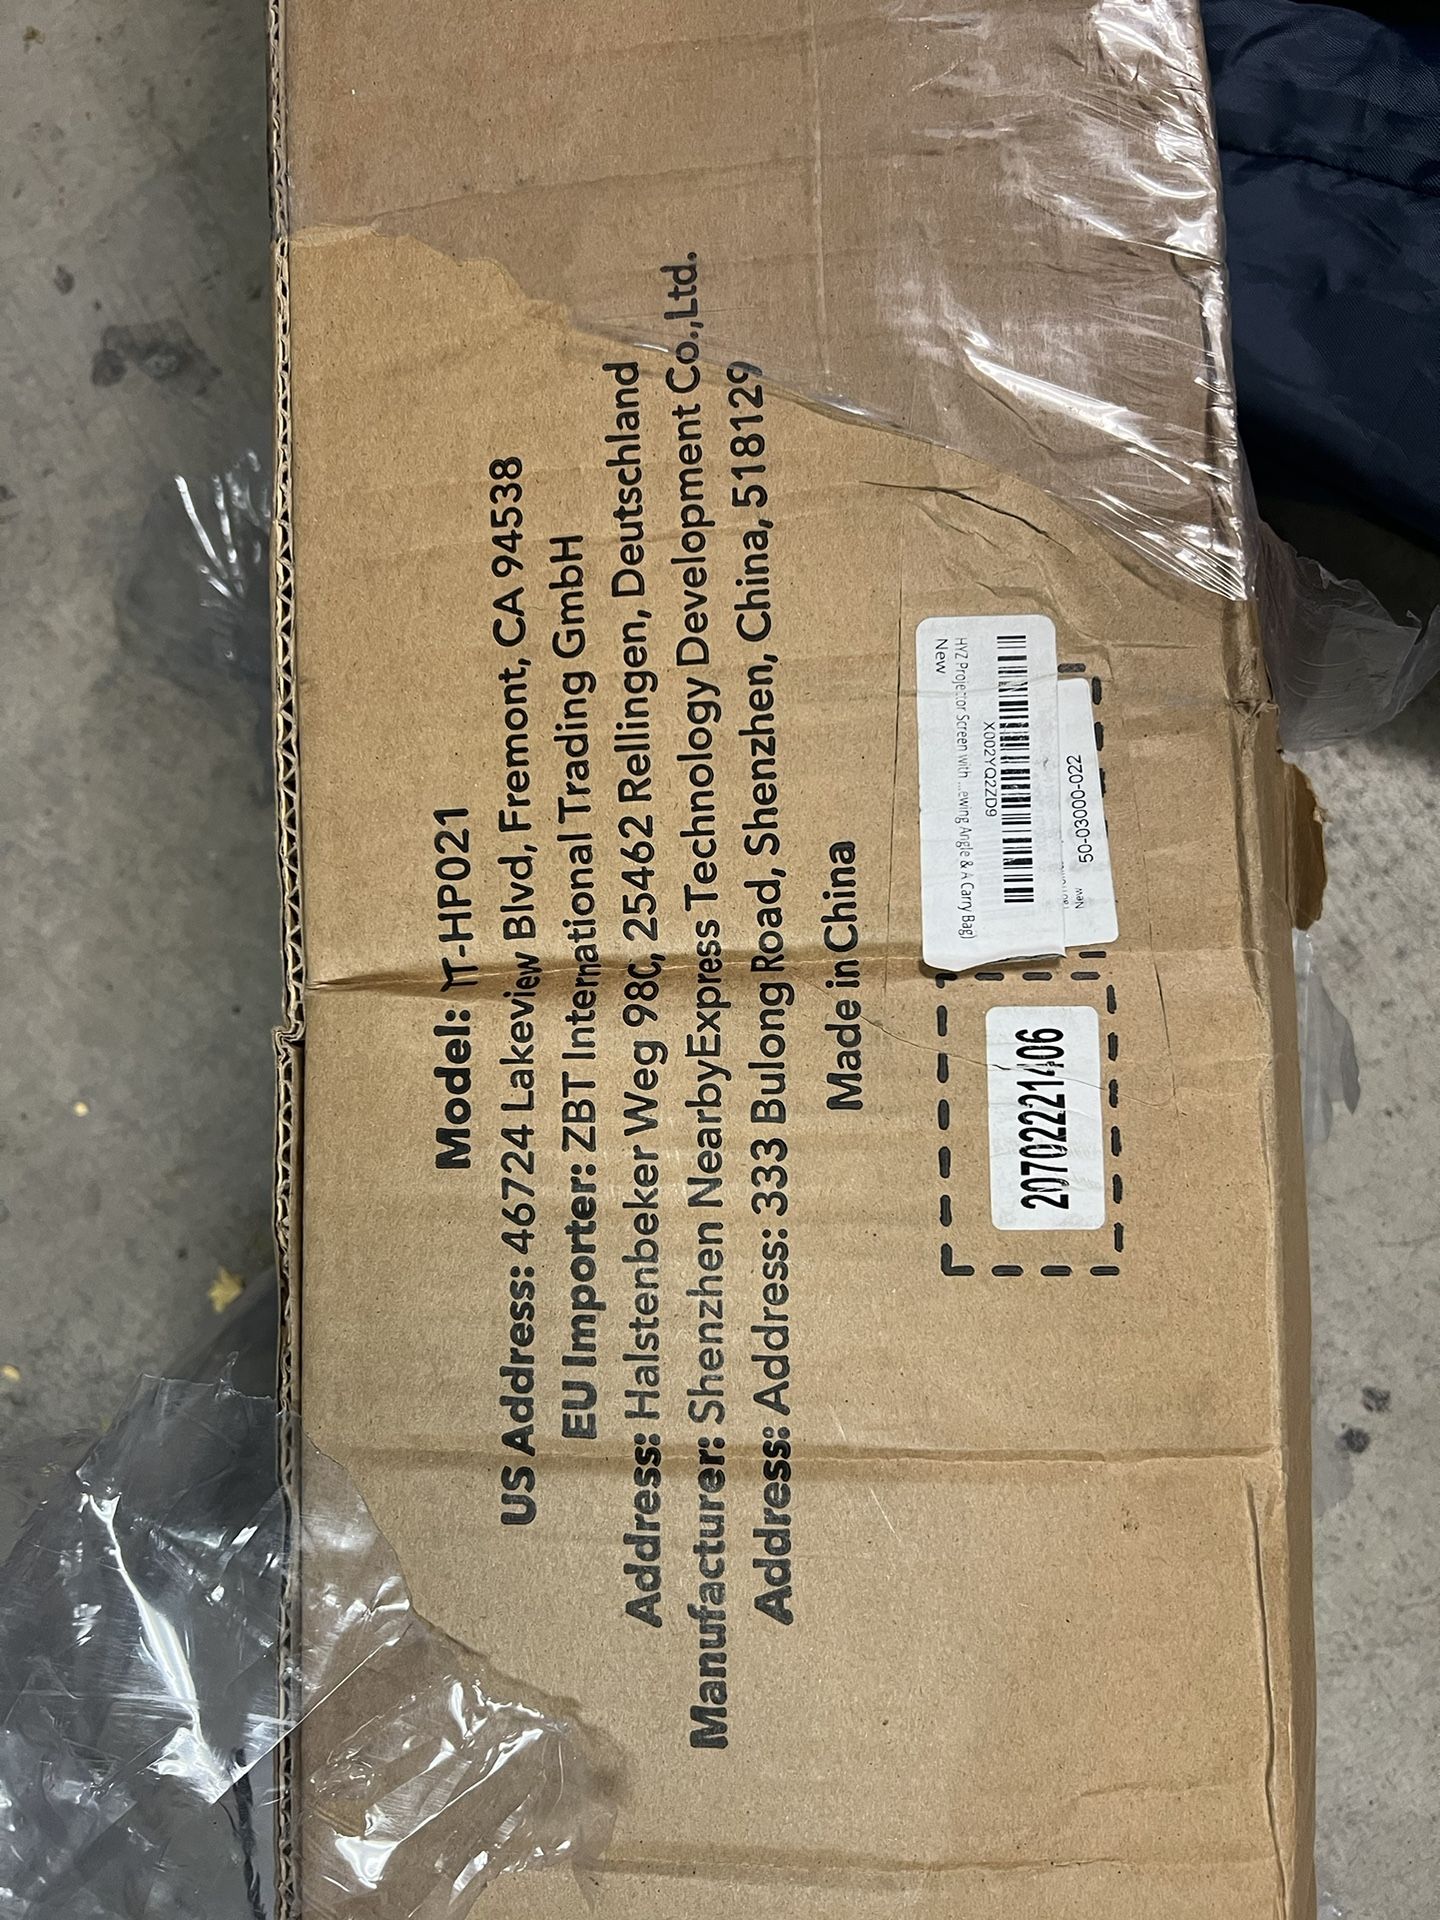 Model: TT-HP021
US Address: 46724 Lakeview Blvd, Fremont, CA 94538
EU Importer: ZBT International Trading GmbH
Address: Halstenbeker Weg 98C, 25462 Rellingen, Deutschland
Manufacturer: Shenzhen NearbyExpress Technology Development Co.,Ltd.
Address: Address: 333 Bulong Road, Shenzhen, China, 518129
Made in China
20702221406
X002YQ2ZD9
HYZ Projector Screen with ...ewing Angle & A Carry Bag)
New
50-03000-022
New